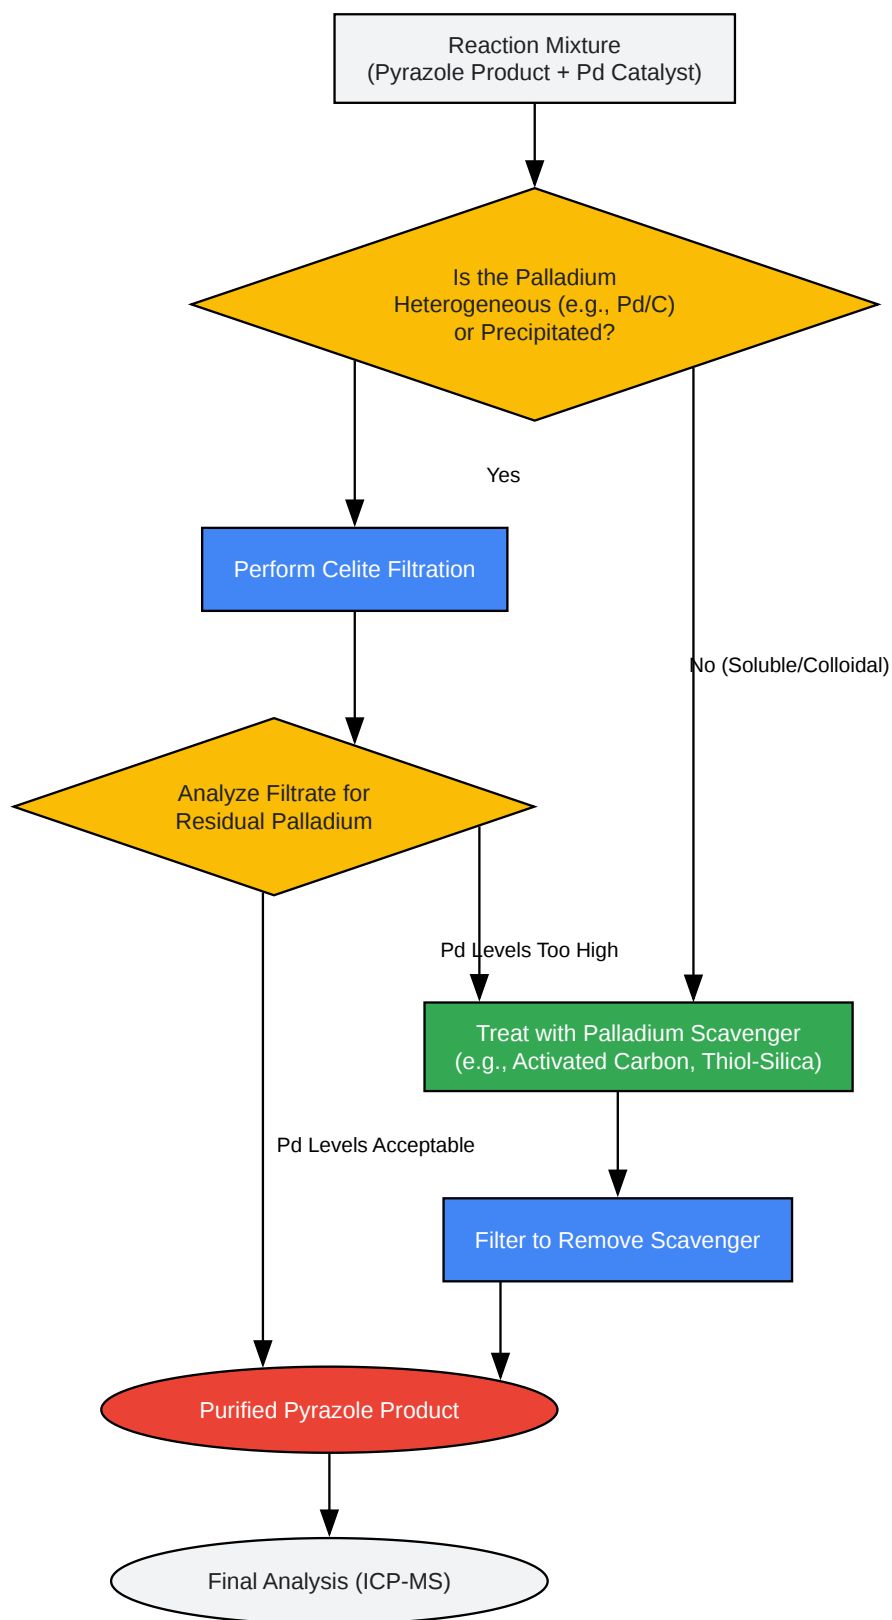 Reaction Mixture
(Pyrazole Product + Pd Catalyst)
Is the Palladium
Heterogeneous (e.g., Pd/C)
or Precipitated?
Yes
Perform Celite Filtration
No (Soluble/Colloidal)
Analyze Filtrate for
Residual Palladium
Pd Levels Too High
Treat with Palladium Scavenger
(e.g., Activated Carbon, Thiol-Silica)
Pd Levels Acceptable
Filter to Remove Scavenger
Purified Pyrazole Product
Final Analysis (ICP-MS)